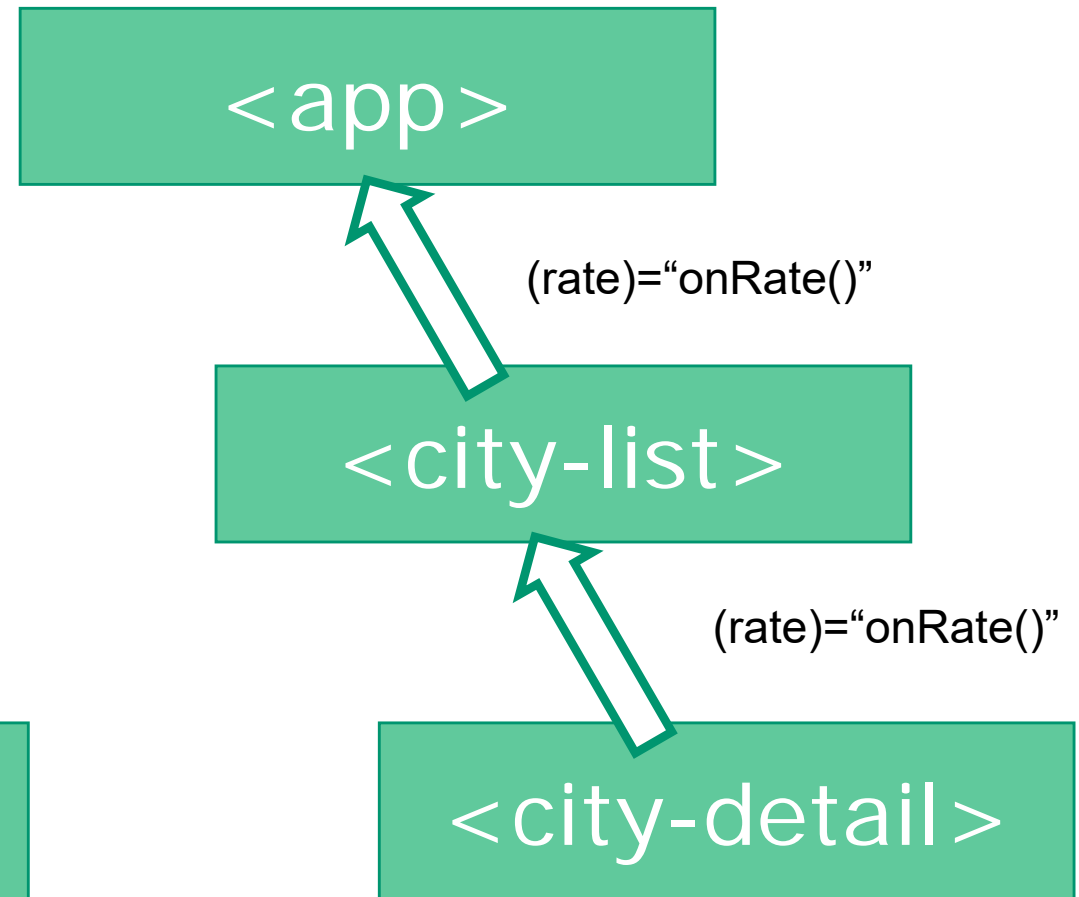 <app>
(rate)=“onRate()”
<city-list>
(rate)=“onRate()”
<city-detail>